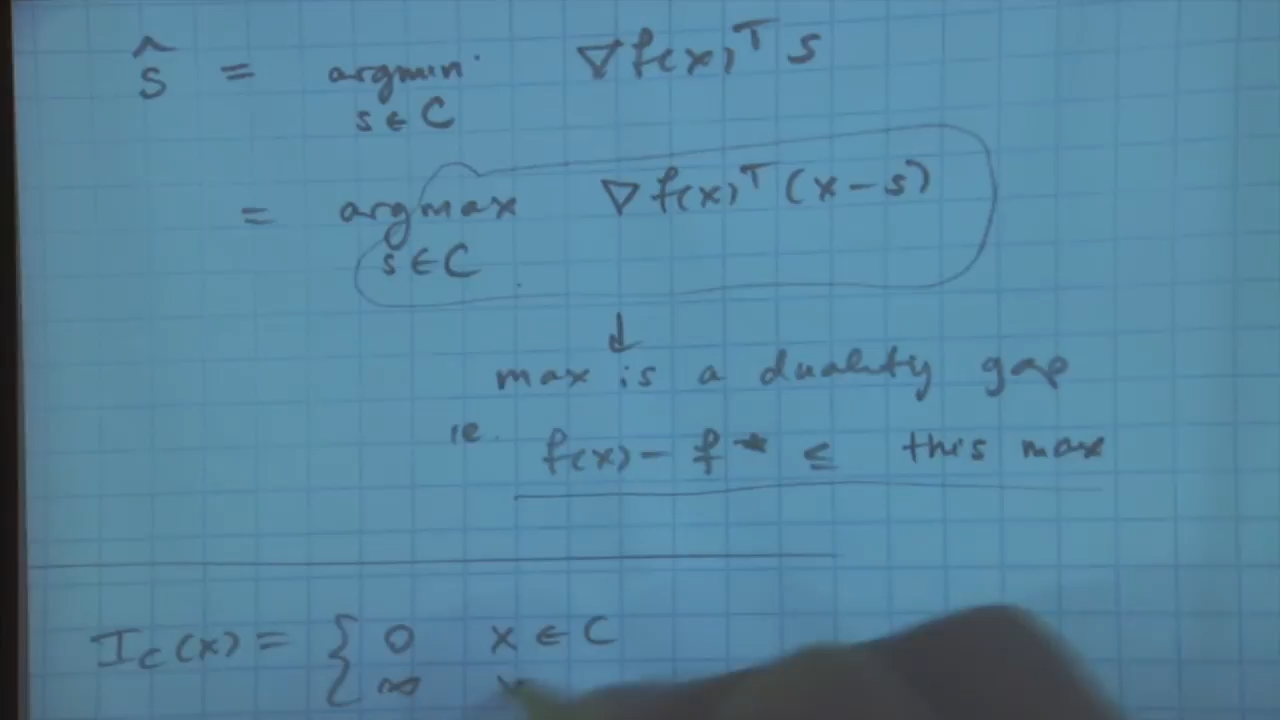 ŝ = argmin ∇f(x)ᵀ s
s ∈ C
= argmax ∇f(x)ᵀ (x − s)
s ∈ C
↓
max is a duality gap
ie. f(x) − f* ≤ this max
I_C(x) = { 0 x ∈ C
∞ x